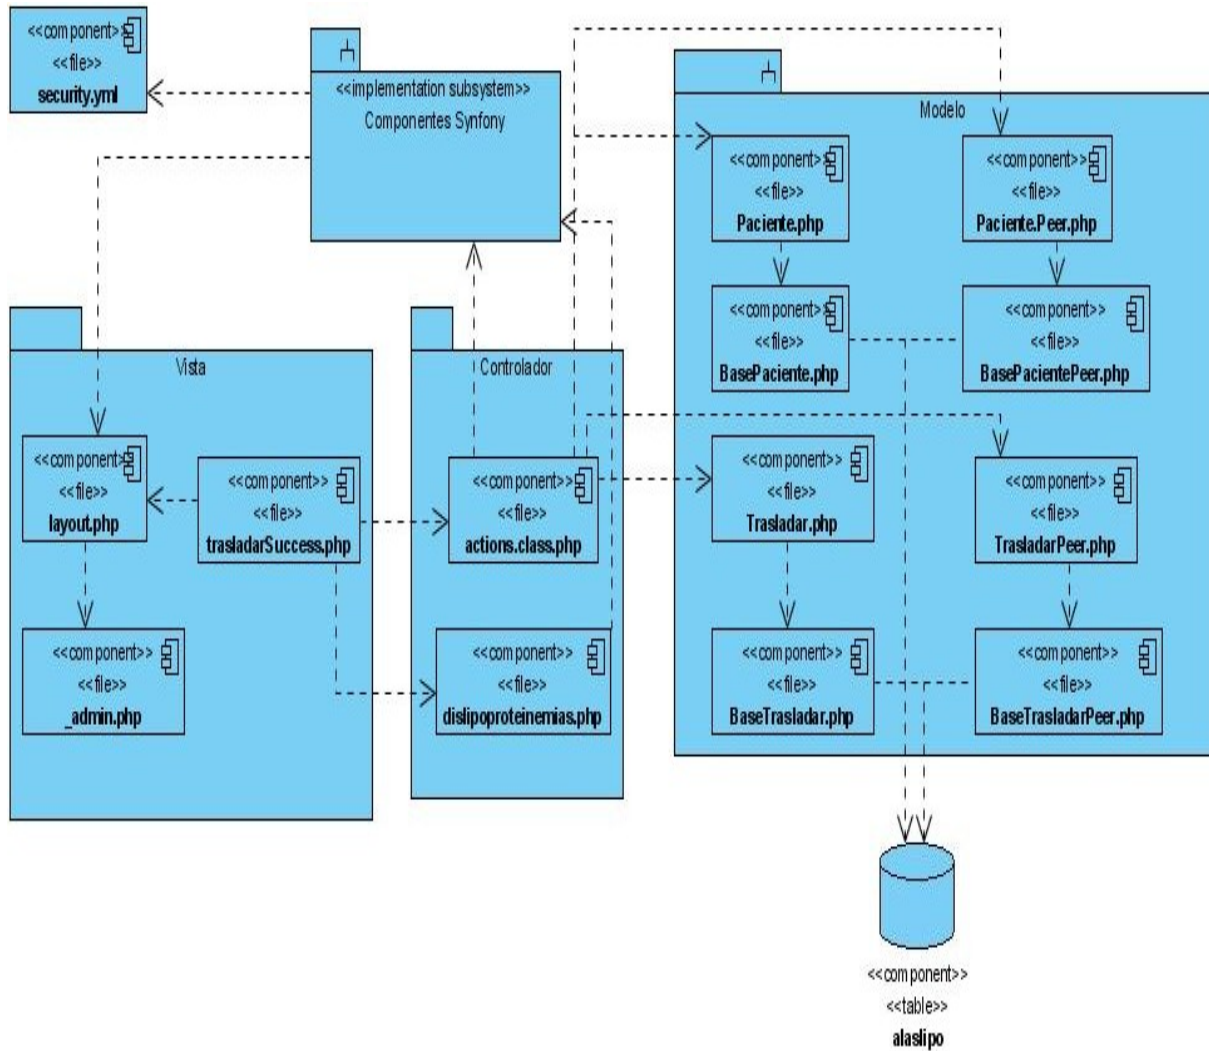 <<component>>
<<file>>
security.yml
<<implementation subsystem>>
Componentes Synfony
Modelo
<<component>>
<<file>>
Paciente.php
<<component>>
<<file>>
Paciente.Peer.php
<<component>>
<<file>>
BasePaciente.php
<<component>>
<<file>>
BasePacientePeer.php
Vista
<<component>>
<<file>>
layout.php
<<component>>
<<file>>
trasladarSuccess.php
<<component>>
<<file>>
_admin.php
Controlador
<<component>>
<<file>>
actions.class.php
<<component>>
<<file>>
dislipoproteinemias.php
<<component>>
<<file>>
Trasladar.php
<<component>>
<<file>>
TrasladarPeer.php
<<component>>
<<file>>
BaseTrasladar.php
<<component>>
<<file>>
BaseTrasladarPeer.php
<<component>>
<<table>>
alaslipo